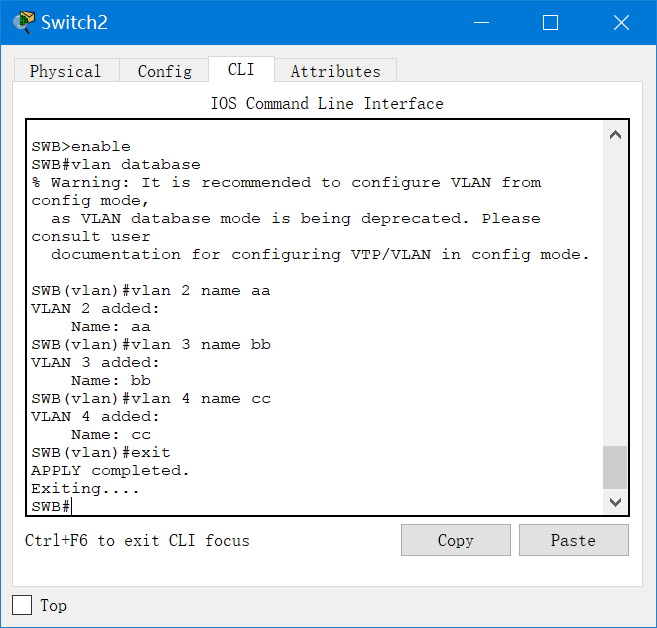 Switch2
Physical Config CLI Attributes
IOS Command Line Interface
SWB>enable
SWB#vlan database
% Warning: It is recommended to configure VLAN from
config mode,
  as VLAN database mode is being deprecated. Please
consult user
  documentation for configuring VTP/VLAN in config mode.
SWB(vlan)#vlan 2 name aa
VLAN 2 added:
    Name: aa
SWB(vlan)#vlan 3 name bb
VLAN 3 added:
    Name: bb
SWB(vlan)#vlan 4 name cc
VLAN 4 added:
    Name: cc
SWB(vlan)#exit
APPLY completed.
Exiting....
SWB#
Ctrl+F6 to exit CLI focus
Copy Paste
Top